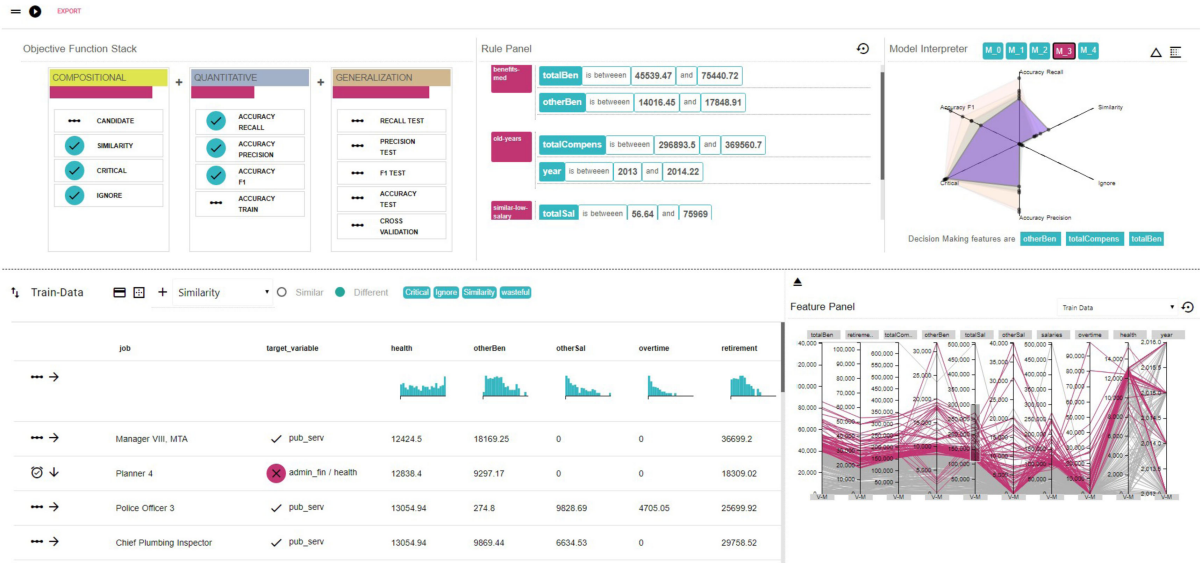 EXPORT
Objective Function Stack
COMPOSITIONAL + QUANTITATIVE + GENERALIZATION
CANDIDATE
SIMILARITY
CRITICAL
IGNORE
ACCURACY RECALL
ACCURACY PRECISION
ACCURACY F1
ACCURACY TRAIN
RECALL TEST
PRECISION TEST
F1 TEST
ACCURACY TEST
CROSS VALIDATION
Rule Panel
benefits-med
totalBen is betweeen 45539.47 and 75440.72
otherBen is betweeen 14016.45 and 17848.91
old-years
totalCompens is betweeen 296893.5 and 369560.7
year is betweeen 2013 and 2014.22
similar-low-salary
totalSal is betweeen 56.64 and 75969
Model Interpreter M_0 M_1 M_2 M_3 M_4
Accuracy Recall
Accuracy F1
Similarity
Critical
Ignore
Accuracy Precision
Decision Making features are otherBen totalCompens totalBen
Train-Data + Similarity Similar Different Critical Ignore Similarity wasteful
job target_variable health otherBen otherSal overtime retirement
Manager VIII, MTA pub_serv 12424.5 18169.25 0 0 36699.2
Planner 4 admin_fin / health 12838.4 9297.17 0 0 18309.02
Police Officer 3 pub_serv 13054.94 274.8 9828.69 4705.05 25699.92
Chief Plumbing Inspector pub_serv 13054.94 9869.44 6634.53 0 29758.52
Feature Panel Train Data
totalBen retireme.. totalCom.. otherBen totalSal otherSal salaries overtime health year